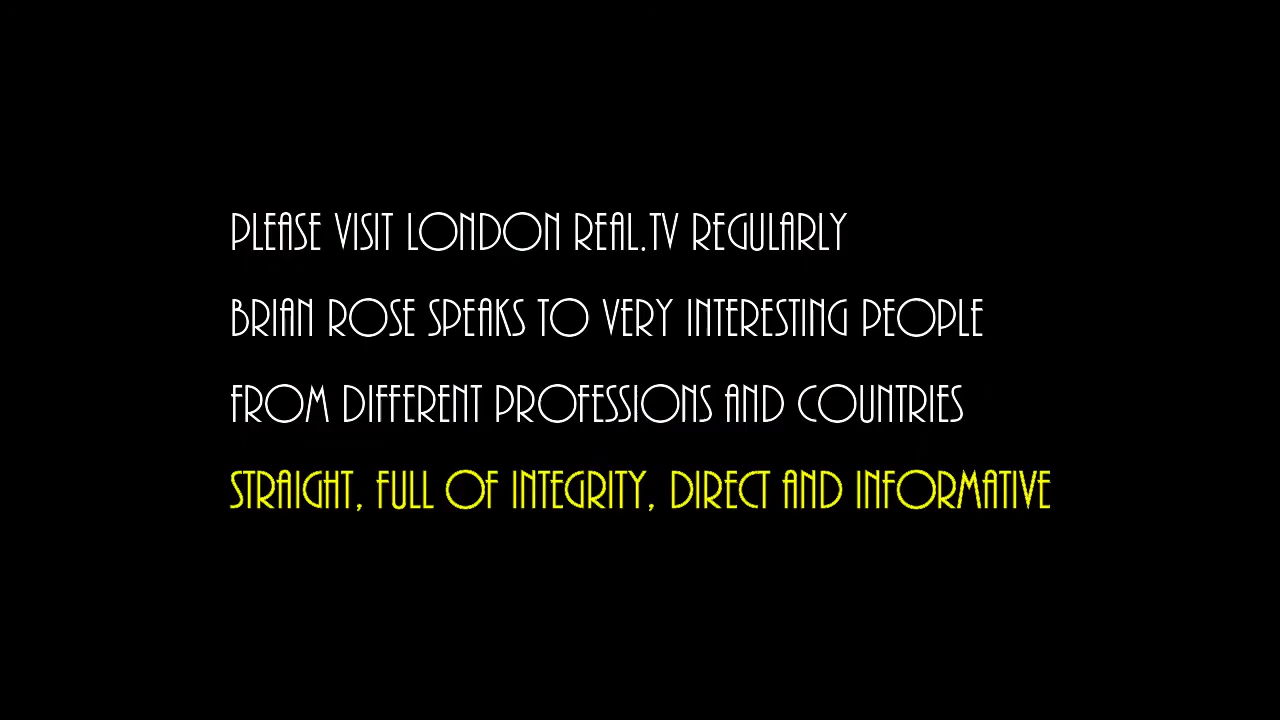 PLEASE VISIT LONDON REAL.TV REGULARLY
BRIAN ROSE SPEAKS TO VERY INTERESTING PEOPLE
FROM DIFFERENT PROFESSIONS AND COUNTRIES
STRAIGHT, FULL OF INTEGRITY, DIRECT AND INFORMATIVE